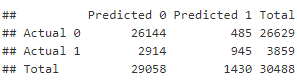 ##          Predicted 0 Predicted 1 Total
## Actual 0       26144         485 26629
## Actual 1        2914         945  3859
## Total          29058        1430 30488